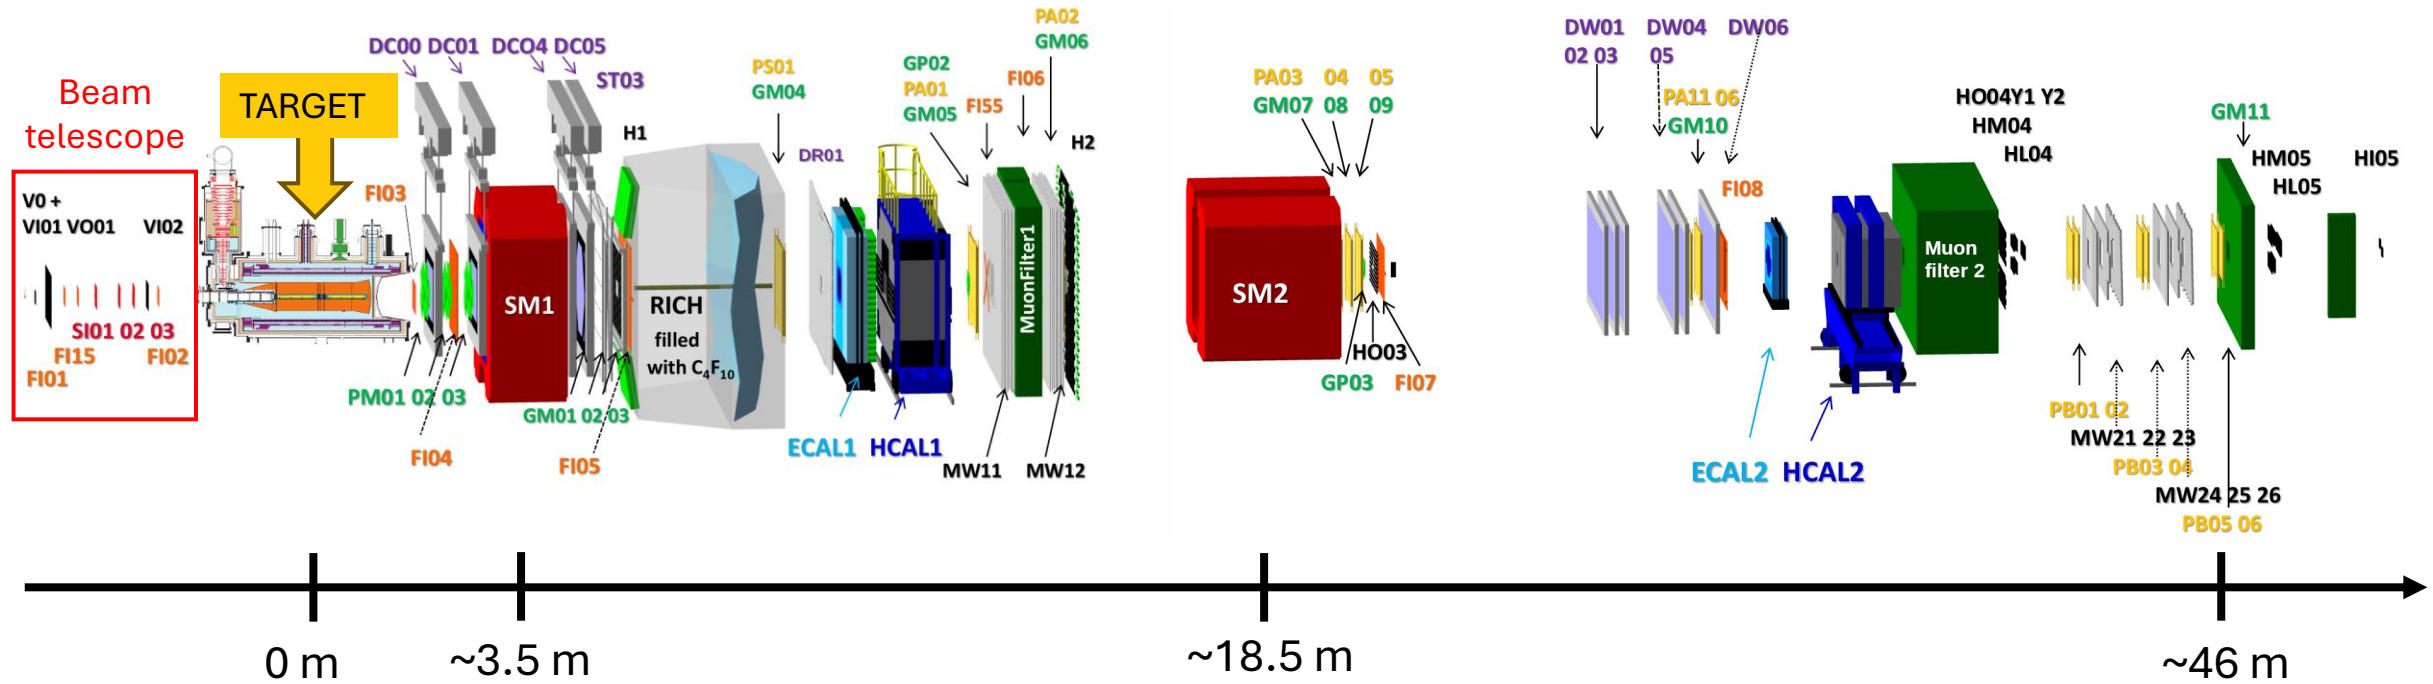 Beam
telescope
V0 +
VI01 VO01
VI02
SI01 02 03
FI15
FI02
FI01
TARGET
DC00 DC01
DCO4 DC05
ST03
FI03
H1
SM1
PM01 02 03
FI04
GM01 02 03
FI05
RICH
filled
with C₄F₁₀
PS01
GM04
DR01
ECAL1
HCAL1
GP02
PA01
GM05
FI55
FI06
PA02
GM06
H2
MuonFilter1
MW11
MW12
SM2
PA03 04 05
GM07 08 09
HO03
GP03
FI07
DW01
02 03
DW04
05
DW06
PA11 06
GM10
FI08
ECAL2
HCAL2
Muon
filter 2
HO04Y1 Y2
HM04
HL04
PB01 02
MW21 22 23
PB03 04
MW24 25 26
PB05 06
GM11
HM05
HL05
HI05
0 m
~3.5 m
~18.5 m
~46 m